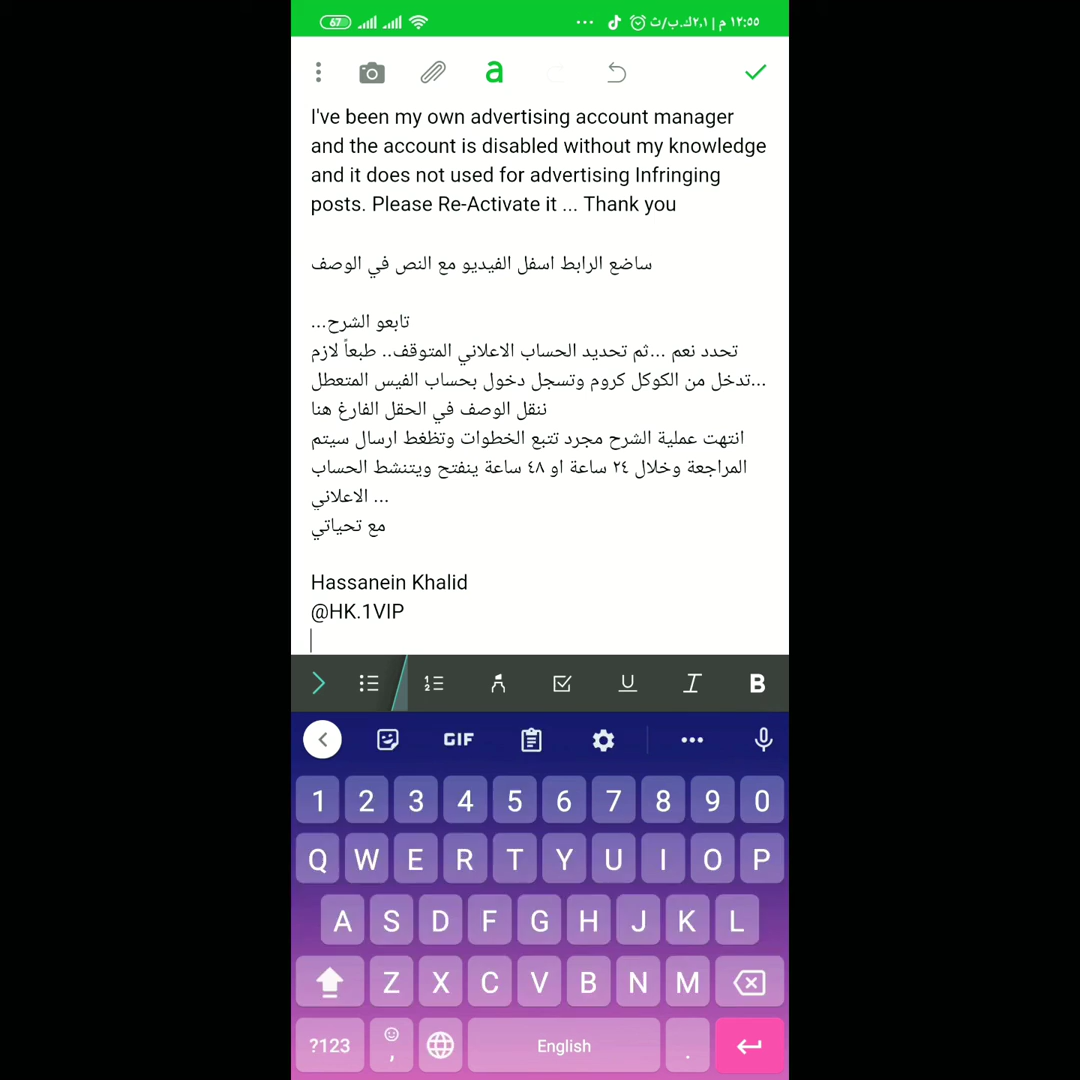 67
... ١٢:٥٥ م | ٢,١ك.ب/ث
a
I've been my own advertising account manager
and the account is disabled without my knowledge
and it does not used for advertising Infringing
posts. Please Re-Activate it ... Thank you
ساضع الرابط اسفل الفيديو مع النص في الوصف
تابعو الشرح...
تحدد نعم ...ثم تحديد الحساب الاعلاني المتوقف.. طبعاً لازم
تدخل من الكوكل كروم وتسجل دخول بحساب الفيس المتعطل...
ننقل الوصف في الحقل الفارغ هنا
انتهت عملية الشرح مجرد تتبع الخطوات وتظغط ارسال سيتم
المراجعة وخلال ٢٤ ساعة او ٤٨ ساعة ينفتح ويتنشط الحساب
الاعلاني ...
مع تحياتي
Hassanein Khalid
@HK.1VIP
U I B
GIF
1 2 3 4 5 6 7 8 9 0
Q W E R T Y U I O P
A S D F G H J K L
Z X C V B N M
?123 , English .